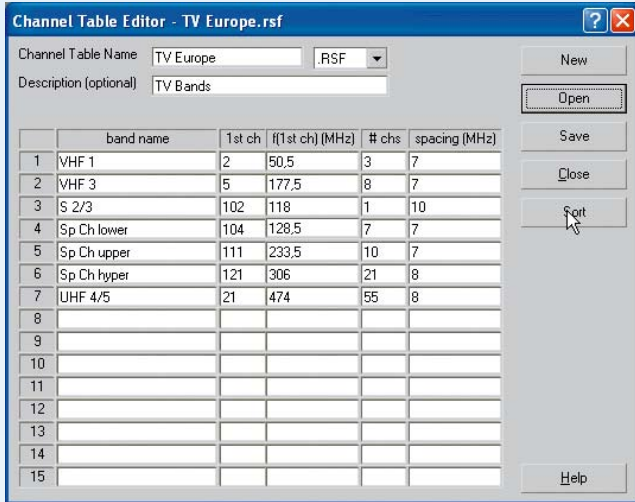 Channel Table Editor - TV Europe.rsf
Channel Table Name TV Europe .RSF
Description (optional) TV Bands
New
Open
Save
Close
Sort
band name 1st ch f(1st ch) (MHz) # chs spacing (MHz)
1 VHF 1 2 50,5 3 7
2 VHF 3 5 177,5 8 7
3 S 2/3 102 118 1 10
4 Sp Ch lower 104 128,5 7 7
5 Sp Ch upper 111 233,5 10 7
6 Sp Ch hyper 121 306 21 8
7 UHF 4/5 21 474 55 8
8
9
10
11
12
13
14
15
Help